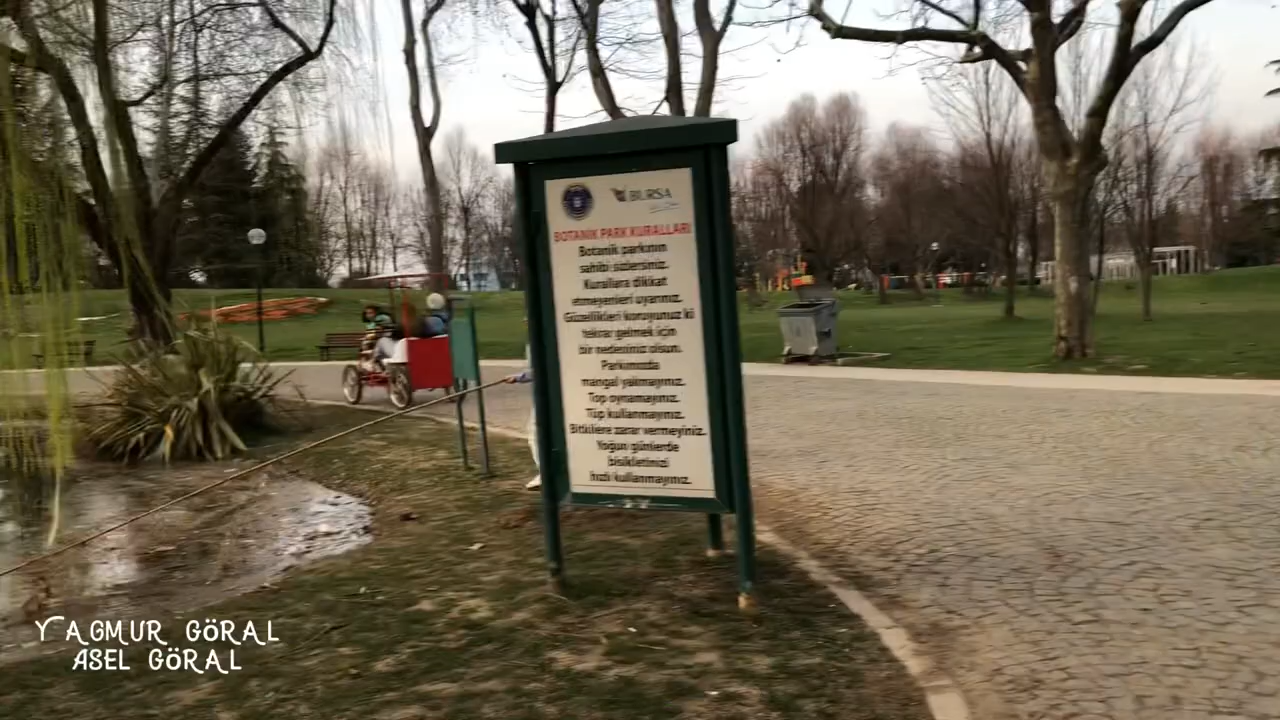 BURSA
BOTANİK PARK KURALLARI
Botanik parkının
sahibi sizlersiniz.
Kurallara dikkat
etmeyenleri uyarınız.
Güzellikleri koruyunuz ki
tekrar gelmek için
bir nedeniniz olsun.
Parkımızda
mangal yakmayınız.
Top oynamayınız.
Tüp kullanmayınız.
Bitkilere zarar vermeyiniz.
Yoğun günlerde
bisikletinizi
hızlı kullanmayınız.
YAGMUR GÖRAL
ASEL GÖRAL